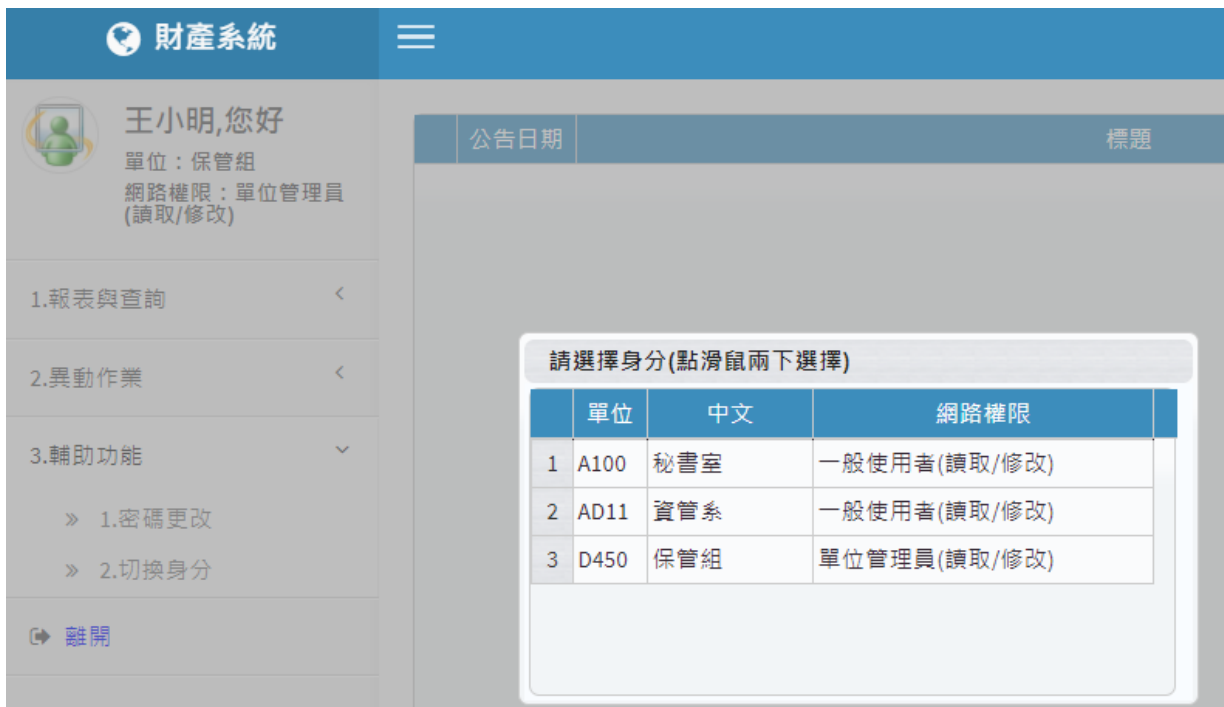 財產系統
王小明,您好
單位：保管組
網路權限：單位管理員
(讀取/修改)
1.報表與查詢
2.異動作業
3.輔助功能
1.密碼更改
2.切換身分
離開
公告日期 標題
請選擇身分(點滑鼠兩下選擇)
單位 中文 網路權限
1 A100 秘書室 一般使用者(讀取/修改)
2 AD11 資管系 一般使用者(讀取/修改)
3 D450 保管組 單位管理員(讀取/修改)